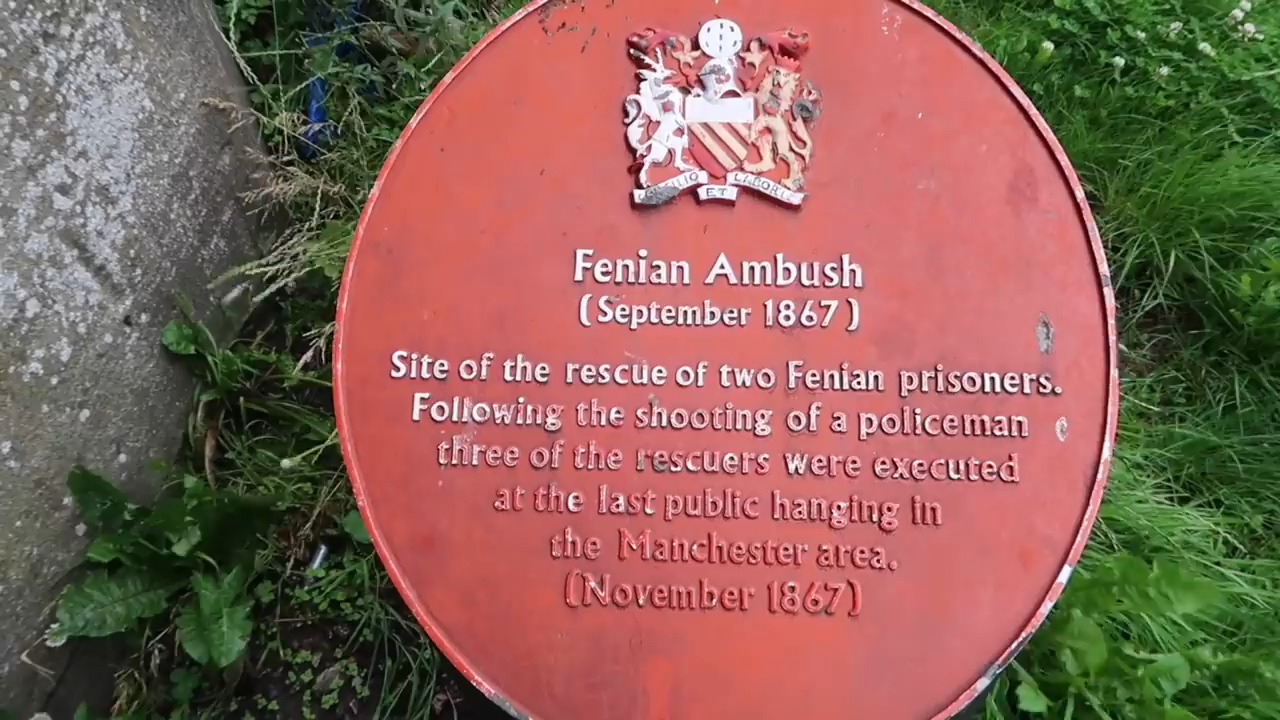 CONCILIO ET LABORE
Fenian Ambush
(September 1867)
Site of the rescue of two Fenian prisoners.
Following the shooting of a policeman
three of the rescuers were executed
at the last public hanging in
the Manchester area.
(November 1867)